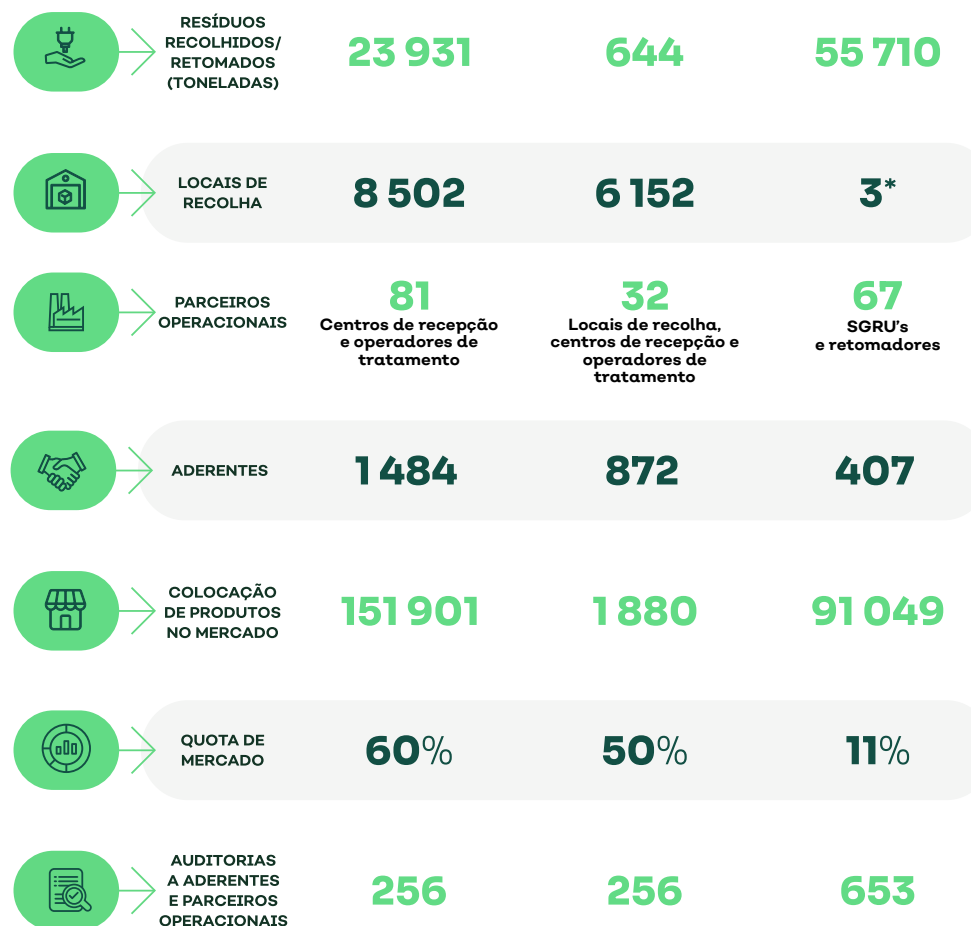 RESÍDUOS
RECOLHIDOS/
RETOMADOS
(TONELADAS)
23 931
644
55 710
LOCAIS DE
RECOLHA
8 502
6 152
3*
PARCEIROS
OPERACIONAIS
81
Centros de recepção
e operadores de
tratamento
32
Locais de recolha,
centros de recepção e
operadores de
tratamento
67
SGRU's
e retomadores
ADERENTES
1 484
872
407
COLOCAÇÃO
DE PRODUTOS
NO MERCADO
151 901
1 880
91 049
QUOTA DE
MERCADO
60%
50%
11%
AUDITORIAS
A ADERENTES
E PARCEIROS
OPERACIONAIS
256
256
653